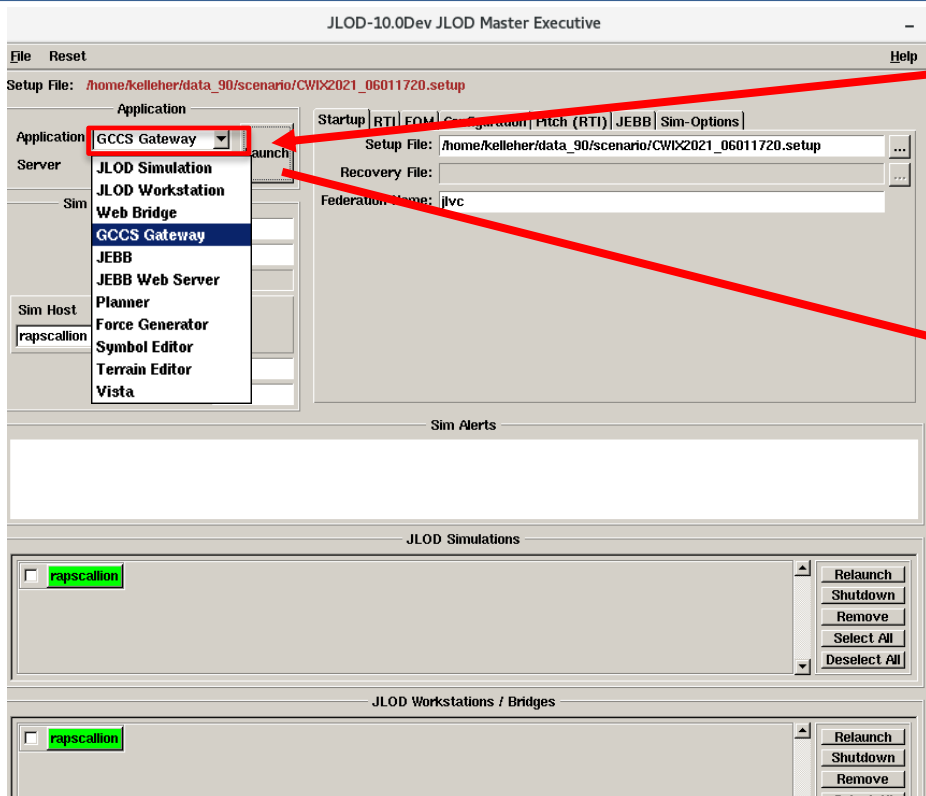 JLOD-10.0Dev JLOD Master Executive
File Reset Help
Setup File: /home/kelleher/data_90/scenario/CWIX2021_06011720.setup
Application
Application GCCS Gateway
Server
JLOD Simulation
JLOD Workstation
Web Bridge
GCCS Gateway
JEBB
JEBB Web Server
Planner
Force Generator
Symbol Editor
Terrain Editor
Vista
Sim
Sim Host
rapscallion
Startup RTI FOM Configuration Pitch (RTI) JEBB Sim-Options
Setup File: /home/kelleher/data_90/scenario/CWIX2021_06011720.setup ...
Recovery File: ...
Federation Name: jlvc
Sim Alerts
JLOD Simulations
rapscallion
Relaunch
Shutdown
Remove
Select All
Deselect All
JLOD Workstations / Bridges
rapscallion
Relaunch
Shutdown
Remove